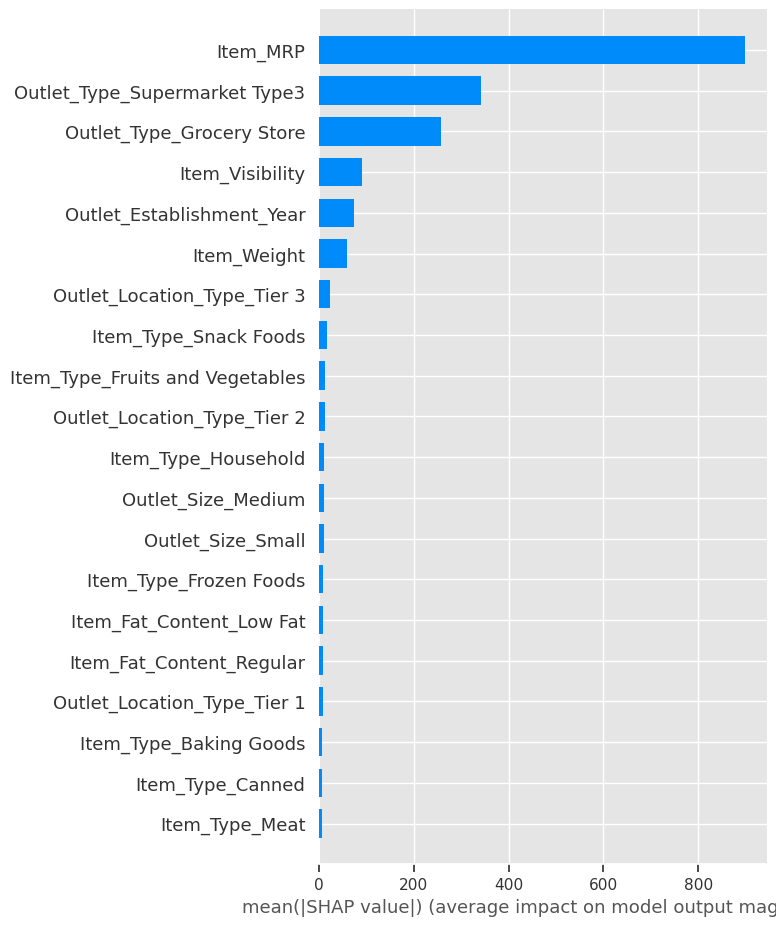 Item_MRP
Outlet_Type_Supermarket Type3
Outlet_Type_Grocery Store
Item_Visibility
Outlet_Establishment_Year
Item_Weight
Outlet_Location_Type_Tier 3
Item_Type_Snack Foods
Item_Type_Fruits and Vegetables
Outlet_Location_Type_Tier 2
Item_Type_Household
Outlet_Size_Medium
Outlet_Size_Small
Item_Type_Frozen Foods
Item_Fat_Content_Low Fat
Item_Fat_Content_Regular
Outlet_Location_Type_Tier 1
Item_Type_Baking Goods
Item_Type_Canned
Item_Type_Meat
0 200 400 600 800
mean(|SHAP value|) (average impact on model output mag